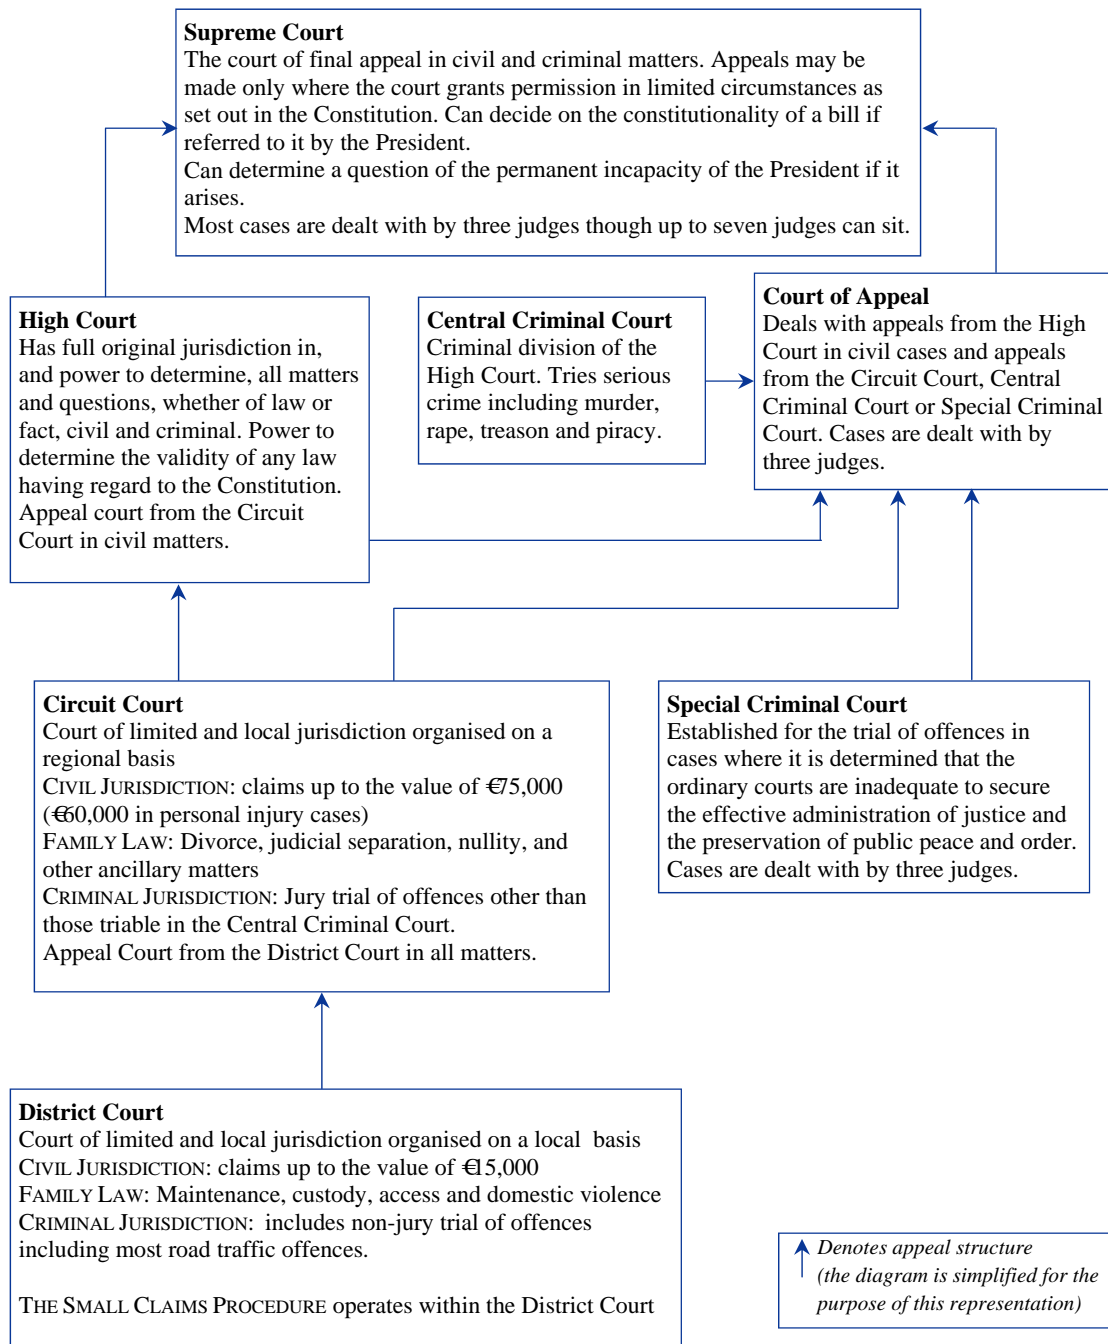 Supreme Court
The court of final appeal in civil and criminal matters. Appeals may be
made only where the court grants permission in limited circumstances as
set out in the Constitution. Can decide on the constitutionality of a bill if
referred to it by the President.
Can determine a question of the permanent incapacity of the President if it
arises.
Most cases are dealt with by three judges though up to seven judges can sit.
High Court
Has full original jurisdiction in,
and power to determine, all matters
and questions, whether of law or
fact, civil and criminal. Power to
determine the validity of any law
having regard to the Constitution.
Appeal court from the Circuit
Court in civil matters.
Central Criminal Court
Criminal division of the
High Court. Tries serious
crime including murder,
rape, treason and piracy.
Court of Appeal
Deals with appeals from the High
Court in civil cases and appeals
from the Circuit Court, Central
Criminal Court or Special Criminal
Court. Cases are dealt with by
three judges.
Circuit Court
Court of limited and local jurisdiction organised on a
regional basis
CIVIL JURISDICTION: claims up to the value of €75,000
(€60,000 in personal injury cases)
FAMILY LAW: Divorce, judicial separation, nullity, and
other ancillary matters
CRIMINAL JURISDICTION: Jury trial of offences other than
those triable in the Central Criminal Court.
Appeal Court from the District Court in all matters.
Special Criminal Court
Established for the trial of offences in
cases where it is determined that the
ordinary courts are inadequate to secure
the effective administration of justice and
the preservation of public peace and order.
Cases are dealt with by three judges.
District Court
Court of limited and local jurisdiction organised on a local basis
CIVIL JURISDICTION: claims up to the value of €15,000
FAMILY LAW: Maintenance, custody, access and domestic violence
CRIMINAL JURISDICTION: includes non-jury trial of offences
including most road traffic offences.
THE SMALL CLAIMS PROCEDURE operates within the District Court
Denotes appeal structure
(the diagram is simplified for the
purpose of this representation)